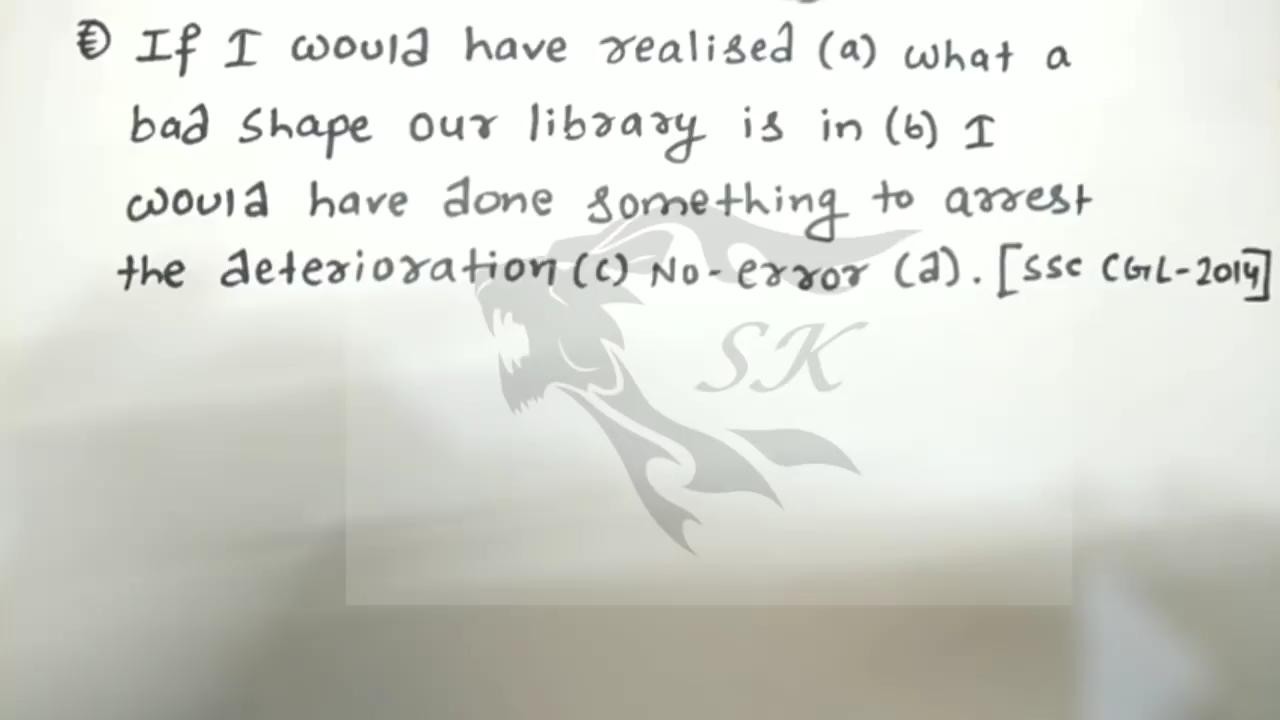 Ⓔ If I would have realised (a) what a
bad shape our library is in (b) I
would have done something to arrest
the deterioration (c) No-error (d). [SSC CGL-2014]
SK